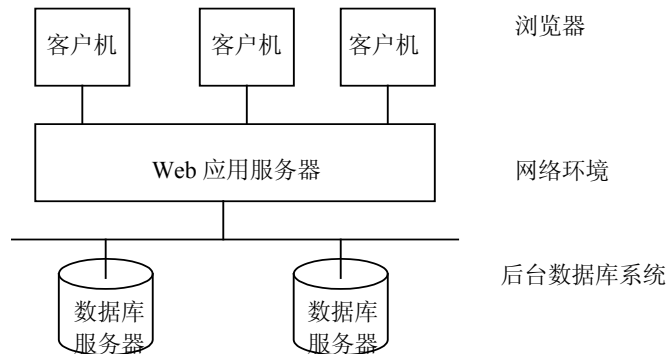 客户机 客户机 客户机 浏览器
Web 应用服务器 网络环境
后台数据库系统
数据库 数据库
服务器 服务器